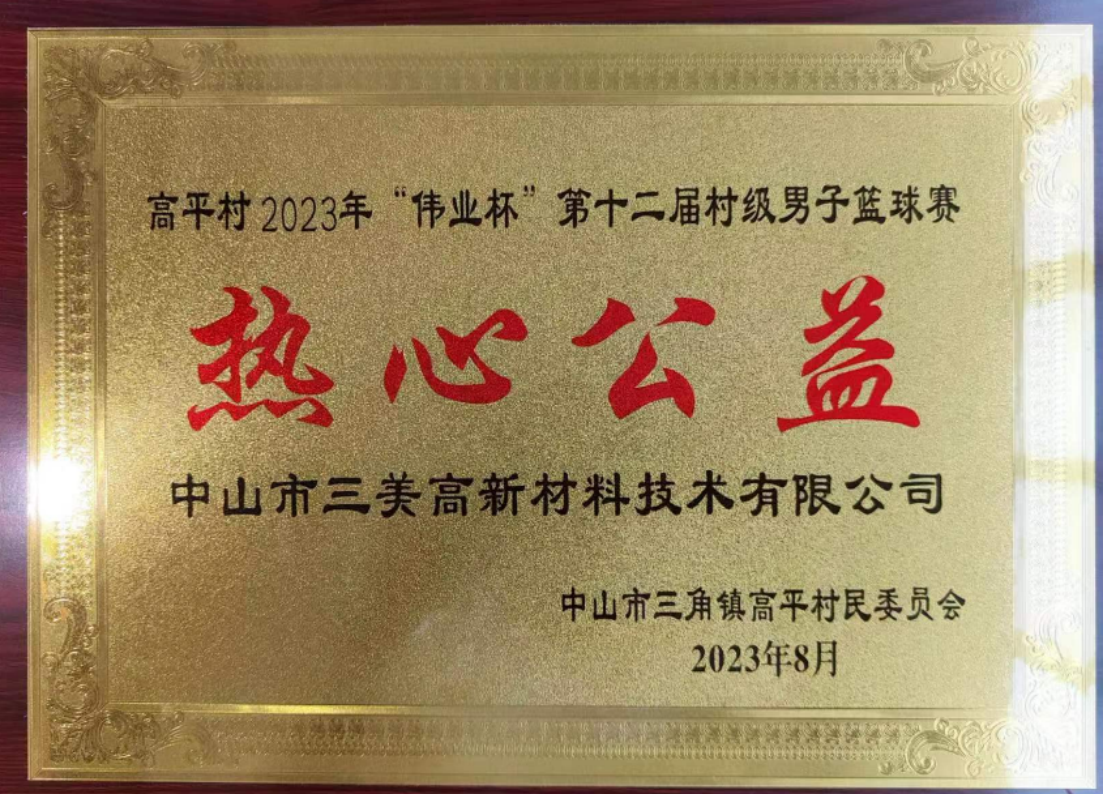 高平村2023年“伟业杯”第十二届村级男子篮球赛
热心公益
中山市三美高新材料技术有限公司
中山市三角镇高平村民委员会
2023年8月